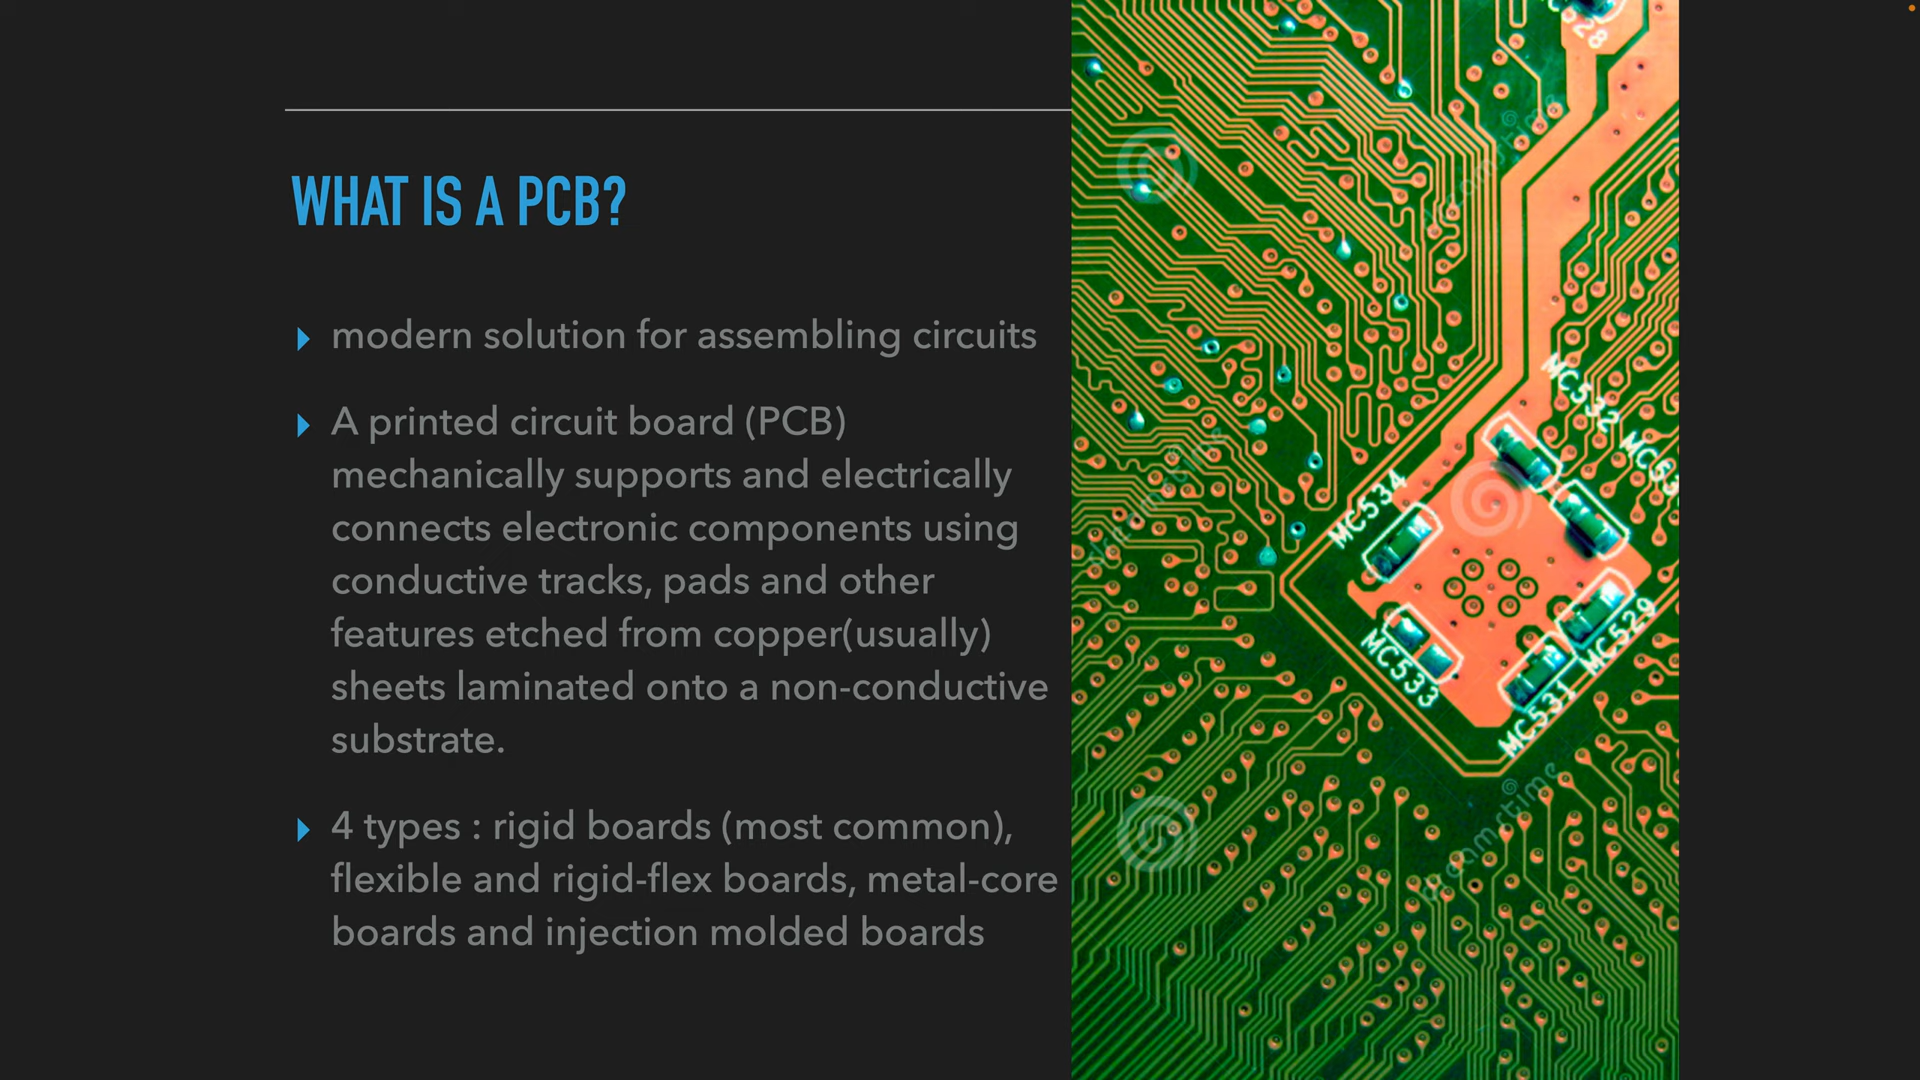 WHAT IS A PCB?
modern solution for assembling circuits
A printed circuit board (PCB)
mechanically supports and electrically
connects electronic components using
conductive tracks, pads and other
features etched from copper(usually)
sheets laminated onto a non-conductive
substrate.
4 types : rigid boards (most common),
flexible and rigid-flex boards, metal-core
boards and injection molded boards
MC532
MC534
MC533
MC529
MC531
dreamstime
dreamstime
dreamstime